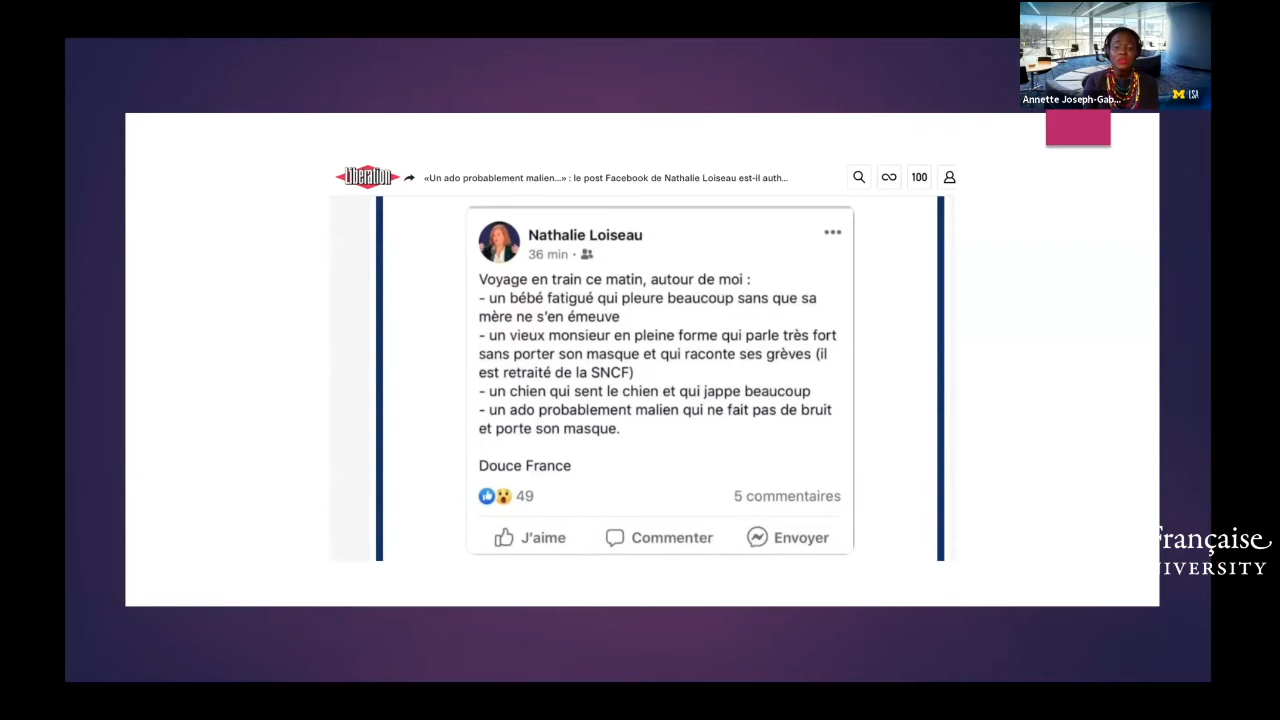 Annette Joseph-Gab...
M LSA
Libération
«Un ado probablement malien...» : le post Facebook de Nathalie Loiseau est-il auth...
100
Nathalie Loiseau
36 min ·
Voyage en train ce matin, autour de moi :
- un bébé fatigué qui pleure beaucoup sans que sa
mère ne s'en émeuve
- un vieux monsieur en pleine forme qui parle très fort
sans porter son masque et qui raconte ses grèves (il
est retraité de la SNCF)
- un chien qui sent le chien et qui jappe beaucoup
- un ado probablement malien qui ne fait pas de bruit
et porte son masque.
Douce France
49
5 commentaires
J'aime
Commenter
Envoyer
Française
IVERSITY